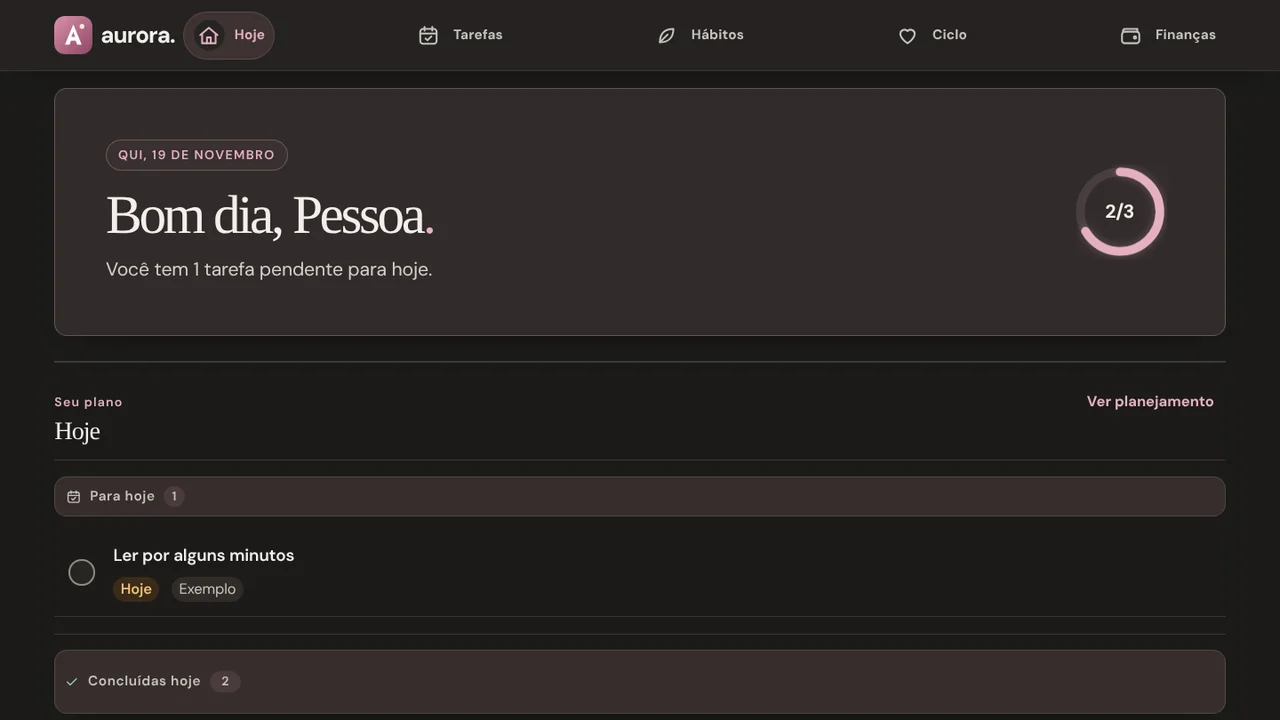 A
aurora.
Hoje
Tarefas
Hábitos
Ciclo
Finanças
QUI, 19 DE NOVEMBRO
Bom dia, Pessoa.
Você tem 1 tarefa pendente para hoje.
2/3
Seu plano
Ver planejamento
Hoje
Para hoje 1
Ler por alguns minutos
Hoje Exemplo
Concluídas hoje 2